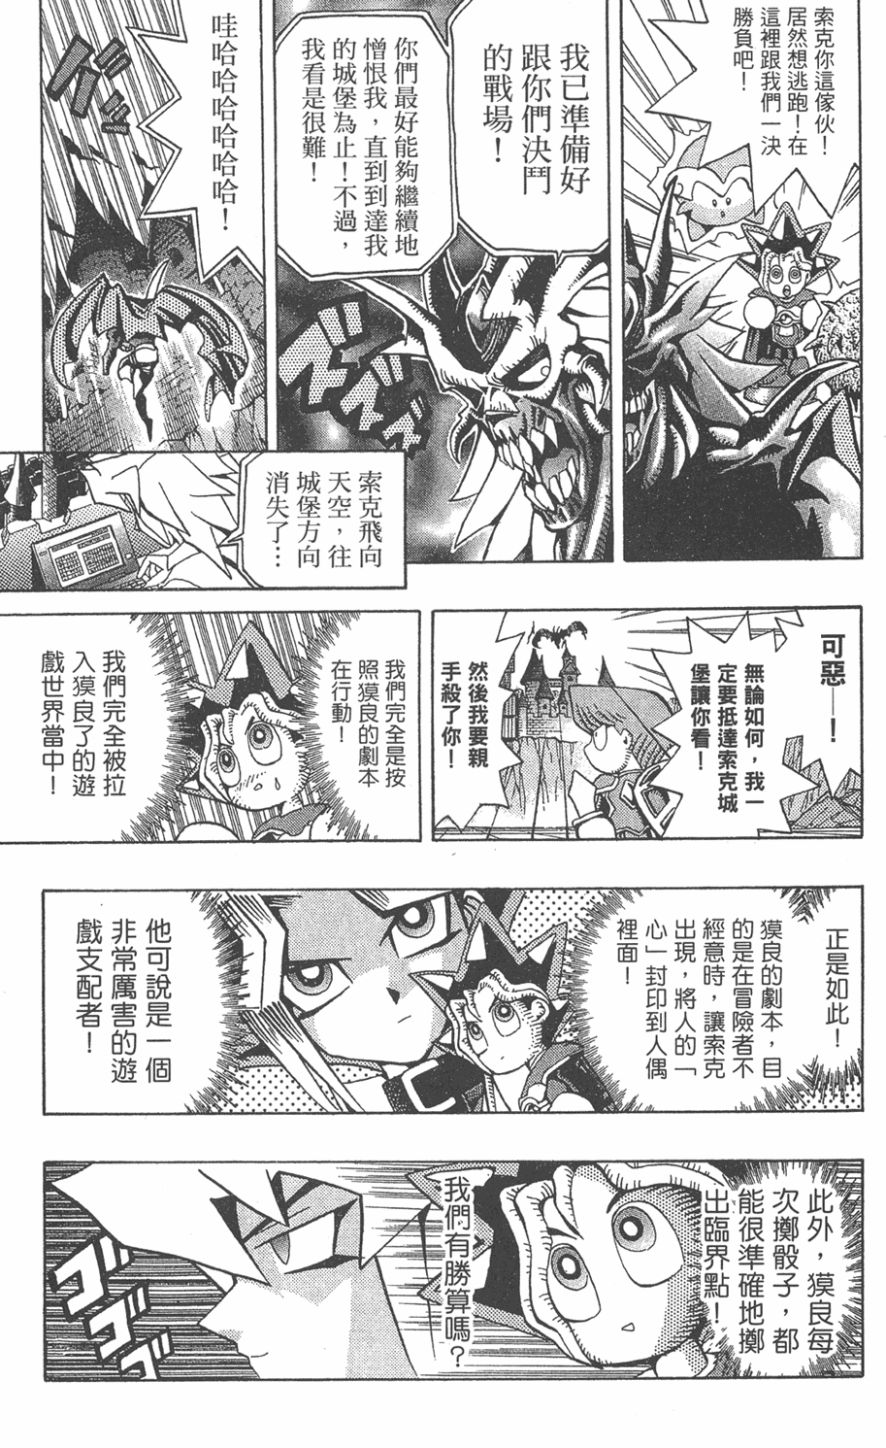 索克你這傢伙！
居然想逃跑！在
這裡跟我們一決
勝負吧！
我已準備好
跟你們決鬥
的戰場！
你們最好能夠繼續地
憎恨我，直到到達我
的城堡為止！不過，
我看是很難！
哇哈哈哈哈哈哈！
索克飛向
天空，往
城堡方向
消失了…
可惡─！
無論如何，我一
定要抵達索克城
堡讓你看！
然後我要親
手殺了你！
我們完全是按
照獏良的劇本
在行動！
我們完全被拉
入獏良了的遊
戲世界當中！
正是如此！
獏良的劇本，目
的是在冒險者不
經意時，讓索克
出現，將人的「
心」封印到人偶
裡面！
他可說是一個
非常厲害的遊
戲支配者！
此外，獏良每
次擲骰子，都
能很準確地擲
出臨界點！
我們有勝算嗎？
ゴゴゴ